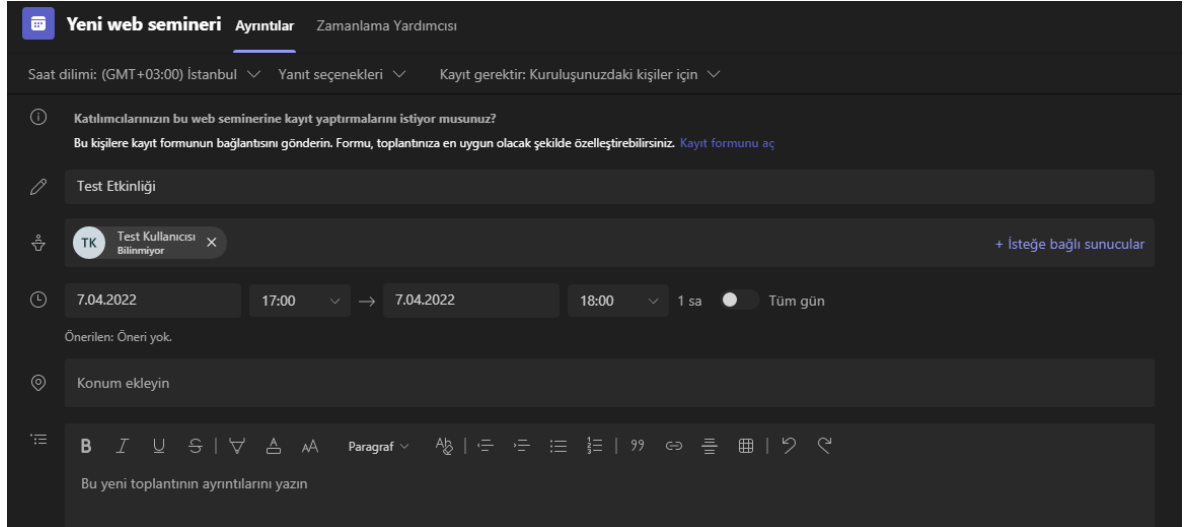 Yeni web semineri Ayrıntılar Zamanlama Yardımcısı
Saat dilimi: (GMT+03:00) İstanbul Yanıt seçenekleri Kayıt gerektir: Kuruluşunuzdaki kişiler için
Katılımcılarınızın bu web seminerine kayıt yaptırmalarını istiyor musunuz?
Bu kişilere kayıt formunun bağlantısını gönderin. Formu, toplantınıza en uygun olacak şekilde özelleştirebilirsiniz. Kayıt formunu aç
Test Etkinliği
TK Test Kullanıcısı
Bilinmiyor
+ İsteğe bağlı sunucular
7.04.2022 17:00 → 7.04.2022 18:00 1 sa Tüm gün
Önerilen: Öneri yok.
Konum ekleyin
Paragraf
Bu yeni toplantının ayrıntılarını yazın